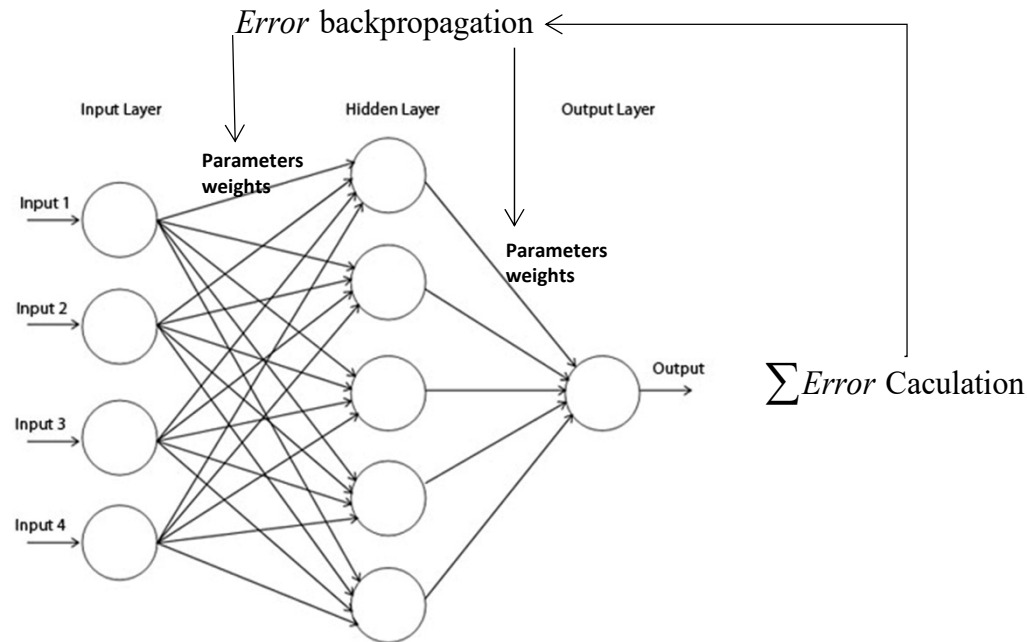 Error backpropagation
Input Layer
Hidden Layer
Output Layer
Parameters
weights
Input 1
Parameters
weights
Input 2
Output
∑Error Caculation
Input 3
Input 4